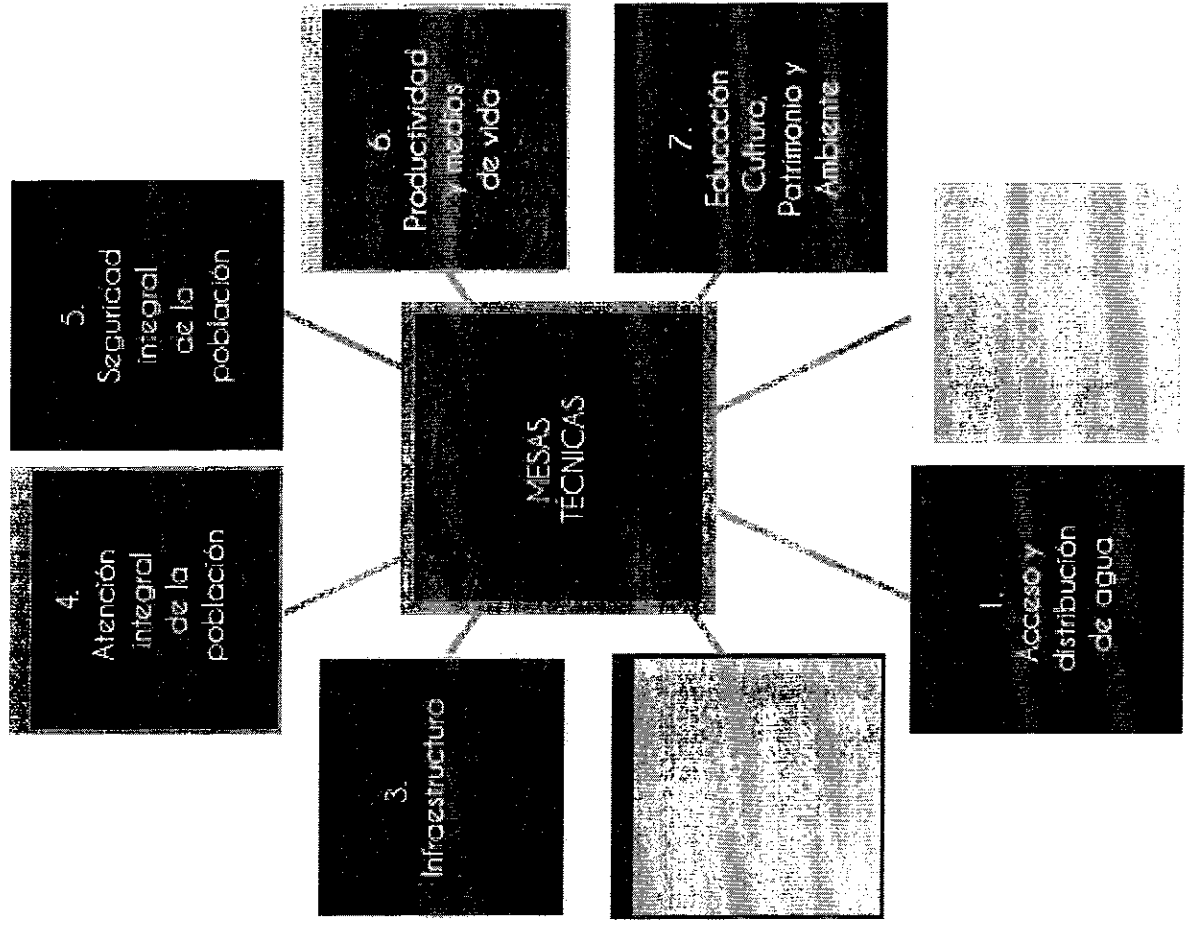 MESAS
TÉCNICAS
1.
Acceso y
distribución
de agua
3.
Infraestructura
4.
Atención
integral
de la
población
5.
Seguridad
integral
de la
población
6.
Productividad
y medios
de vida
7.
Educación
Cultura,
Patrimonio y
Ambiente